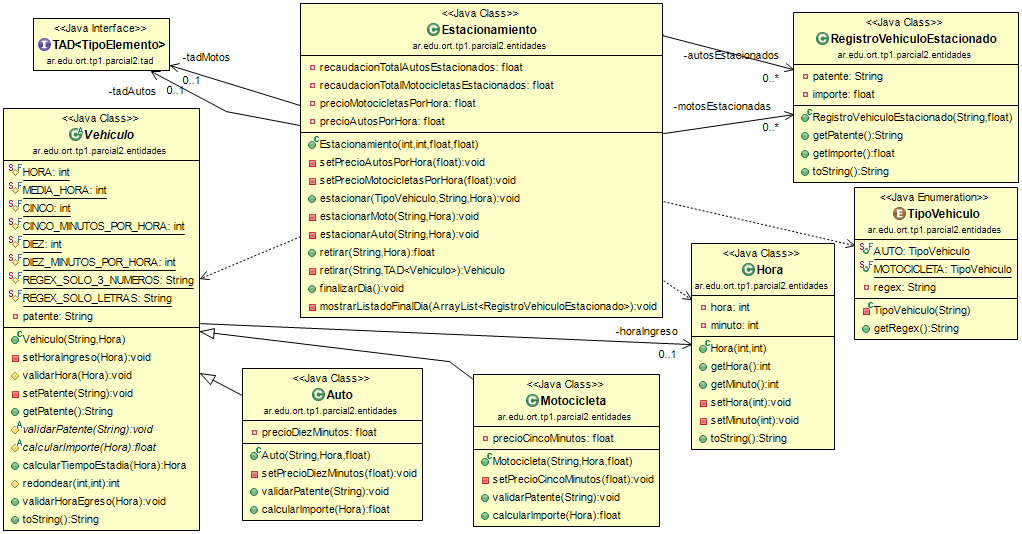 <<Java Interface>>
TAD<TipoElemento>
ar.edu.ort.tp1.parcial2.tad
<<Java Class>>
Estacionamiento
ar.edu.ort.tp1.parcial2.entidades
recaudacionTotalAutosEstacionados: float
recaudacionTotalMotocicletasEstacionados: float
precioMotocicletasPorHora: float
precioAutosPorHora: float
Estacionamiento(int,int,float,float)
setPrecioAutosPorHora(float):void
setPrecioMotocicletasPorHora(float):void
estacionar(TipoVehiculo,String,Hora):void
estacionarMoto(String,Hora):void
estacionarAuto(String,Hora):void
retirar(String,Hora):float
retirar(String,TAD<Vehiculo>):Vehiculo
finalizarDia():void
mostrarListadoFinalDia(ArrayList<RegistroVehiculoEstacionado>):void
<<Java Class>>
RegistroVehiculoEstacionado
ar.edu.ort.tp1.parcial2.entidades
patente: String
importe: float
RegistroVehiculoEstacionado(String,float)
getPatente():String
getImporte():float
toString():String
-tadMotos
0..1
-tadAutos
0..1
-autosEstacionados
0..*
-motosEstacionadas
0..*
<<Java Class>>
Vehiculo
ar.edu.ort.tp1.parcial2.entidades
HORA: int
MEDIA_HORA: int
CINCO: int
CINCO_MINUTOS_POR_HORA: int
DIEZ: int
DIEZ_MINUTOS_POR_HORA: int
REGEX_SOLO_3_NUMEROS: String
REGEX_SOLO_LETRAS: String
patente: String
Vehiculo(String,Hora)
setHoraIngreso(Hora):void
validarHora(Hora):void
setPatente(String):void
getPatente():String
validarPatente(String):void
calcularImporte(Hora):float
calcularTiempoEstadia(Hora):Hora
redondear(int,int):int
validarHoraEgreso(Hora):void
toString():String
<<Java Enumeration>>
TipoVehiculo
ar.edu.ort.tp1.parcial2.entidades
AUTO: TipoVehiculo
MOTOCICLETA: TipoVehiculo
regex: String
TipoVehiculo(String)
getRegex():String
<<Java Class>>
Hora
ar.edu.ort.tp1.parcial2.entidades
hora: int
minuto: int
Hora(int,int)
getHora():int
getMinuto():int
setHora(int):void
setMinuto(int):void
toString():String
-horaIngreso
0..1
<<Java Class>>
Auto
ar.edu.ort.tp1.parcial2.entidades
precioDiezMinutos: float
Auto(String,Hora,float)
setPrecioDiezMinutos(float):void
validarPatente(String):void
calcularImporte(Hora):float
<<Java Class>>
Motocicleta
ar.edu.ort.tp1.parcial2.entidades
precioCincoMinutos: float
Motocicleta(String,Hora,float)
setPrecioCincoMinutos(float):void
validarPatente(String):void
calcularImporte(Hora):float